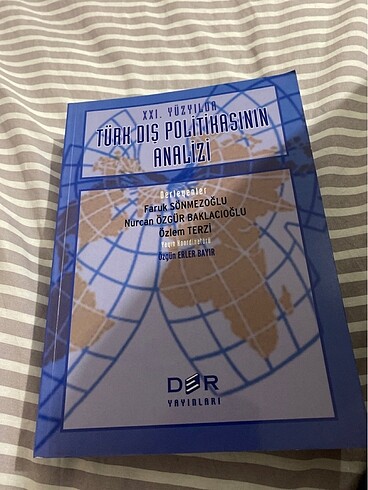 XXI. YÜZYILDA
TÜRK DIŞ POLİTİKASININ
ANALİZİ
Derleyenler
Faruk SÖNMEZOĞLU
Nurcan ÖZGÜR BAKLACIOĞLU
Özlem TERZİ
Yayın Koordinatörü
Özgün ERLER BAYIR
DER
YAYINLARI